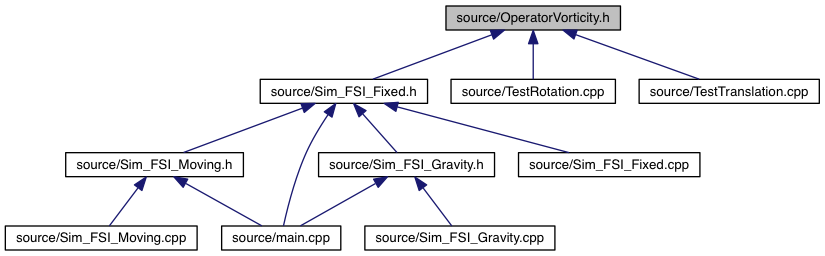 source/OperatorVorticity.h
source/Sim_FSI_Fixed.h
source/TestRotation.cpp
source/TestTranslation.cpp
source/Sim_FSI_Moving.h
source/Sim_FSI_Gravity.h
source/Sim_FSI_Fixed.cpp
source/Sim_FSI_Moving.cpp
source/main.cpp
source/Sim_FSI_Gravity.cpp